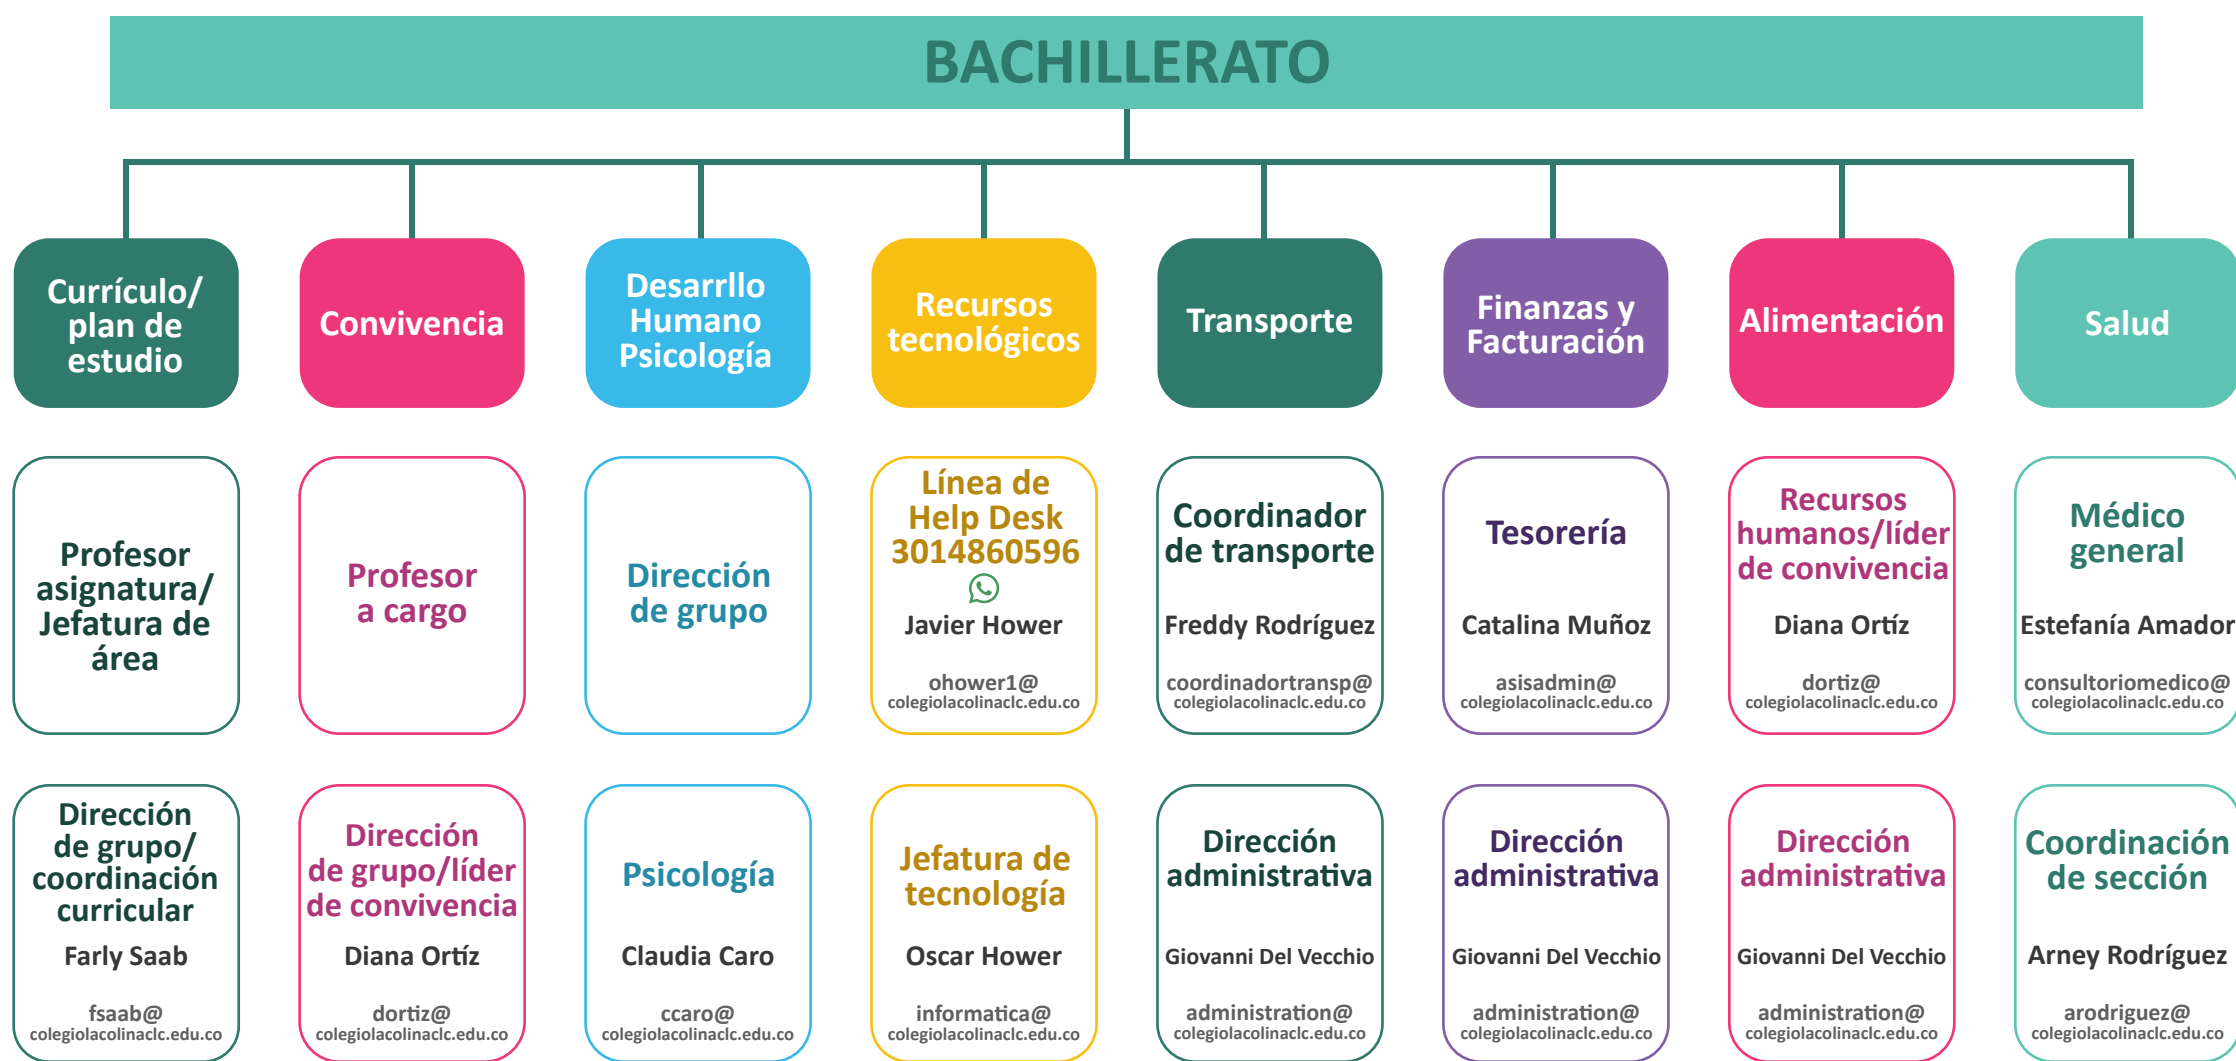 BACHILLERATO
Currículo/
plan de
estudio
Convivencia
Desarrllo
Humano
Psicología
Recursos
tecnológicos
Transporte
Finanzas y
Facturación
Alimentación
Salud
Profesor
asignatura/
Jefatura de
área
Profesor
a cargo
Dirección
de grupo
Línea de
Help Desk
3014860596
Javier Hower
ohower1@
colegiolacolinaclc.edu.co
Coordinador
de transporte
Freddy Rodríguez
coordinadortransp@
colegiolacolinaclc.edu.co
Tesorería
Catalina Muñoz
asisadmin@
colegiolacolinaclc.edu.co
Recursos
humanos/líder
de convivencia
Diana Ortíz
dortiz@
colegiolacolinaclc.edu.co
Médico
general
Estefanía Amador
consultoriomedico@
colegiolacolinaclc.edu.co
Dirección
de grupo/
coordinación
curricular
Farly Saab
fsaab@
colegiolacolinaclc.edu.co
Dirección
de grupo/líder
de convivencia
Diana Ortíz
dortiz@
colegiolacolinaclc.edu.co
Psicología
Claudia Caro
ccaro@
colegiolacolinaclc.edu.co
Jefatura de
tecnología
Oscar Hower
informatica@
colegiolacolinaclc.edu.co
Dirección
administrativa
Giovanni Del Vecchio
administration@
colegiolacolinaclc.edu.co
Dirección
administrativa
Giovanni Del Vecchio
administration@
colegiolacolinaclc.edu.co
Dirección
administrativa
Giovanni Del Vecchio
administration@
colegiolacolinaclc.edu.co
Coordinación
de sección
Arney Rodríguez
arodriguez@
colegiolacolinaclc.edu.co